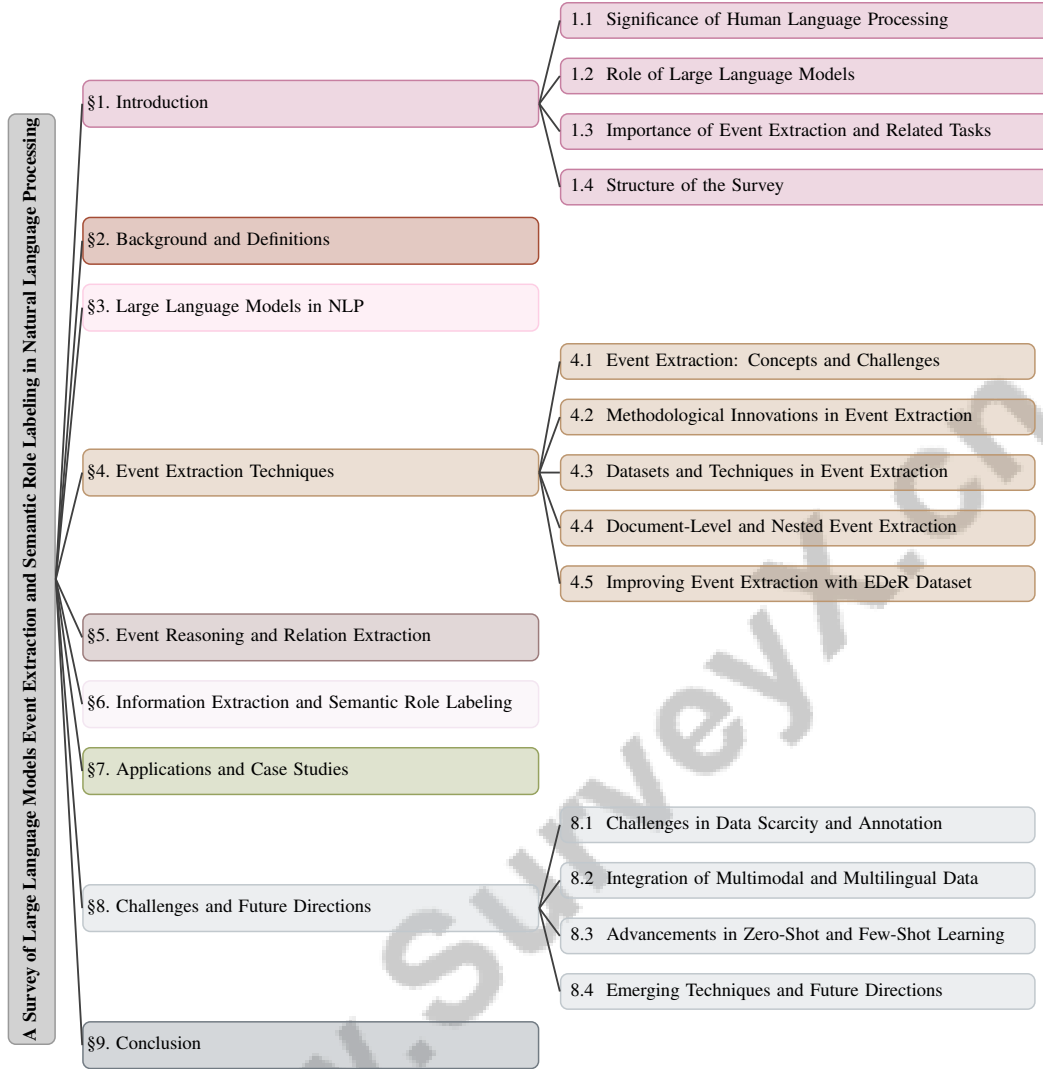 A Survey of Large Language Models Event Extraction and Semantic Role Labeling in Natural Language Processing
§1. Introduction
1.1 Significance of Human Language Processing
1.2 Role of Large Language Models
1.3 Importance of Event Extraction and Related Tasks
1.4 Structure of the Survey
§2. Background and Definitions
§3. Large Language Models in NLP
§4. Event Extraction Techniques
4.1 Event Extraction: Concepts and Challenges
4.2 Methodological Innovations in Event Extraction
4.3 Datasets and Techniques in Event Extraction
4.4 Document-Level and Nested Event Extraction
4.5 Improving Event Extraction with EDeR Dataset
§5. Event Reasoning and Relation Extraction
§6. Information Extraction and Semantic Role Labeling
§7. Applications and Case Studies
§8. Challenges and Future Directions
8.1 Challenges in Data Scarcity and Annotation
8.2 Integration of Multimodal and Multilingual Data
8.3 Advancements in Zero-Shot and Few-Shot Learning
8.4 Emerging Techniques and Future Directions
§9. Conclusion
.SurveyX.cn